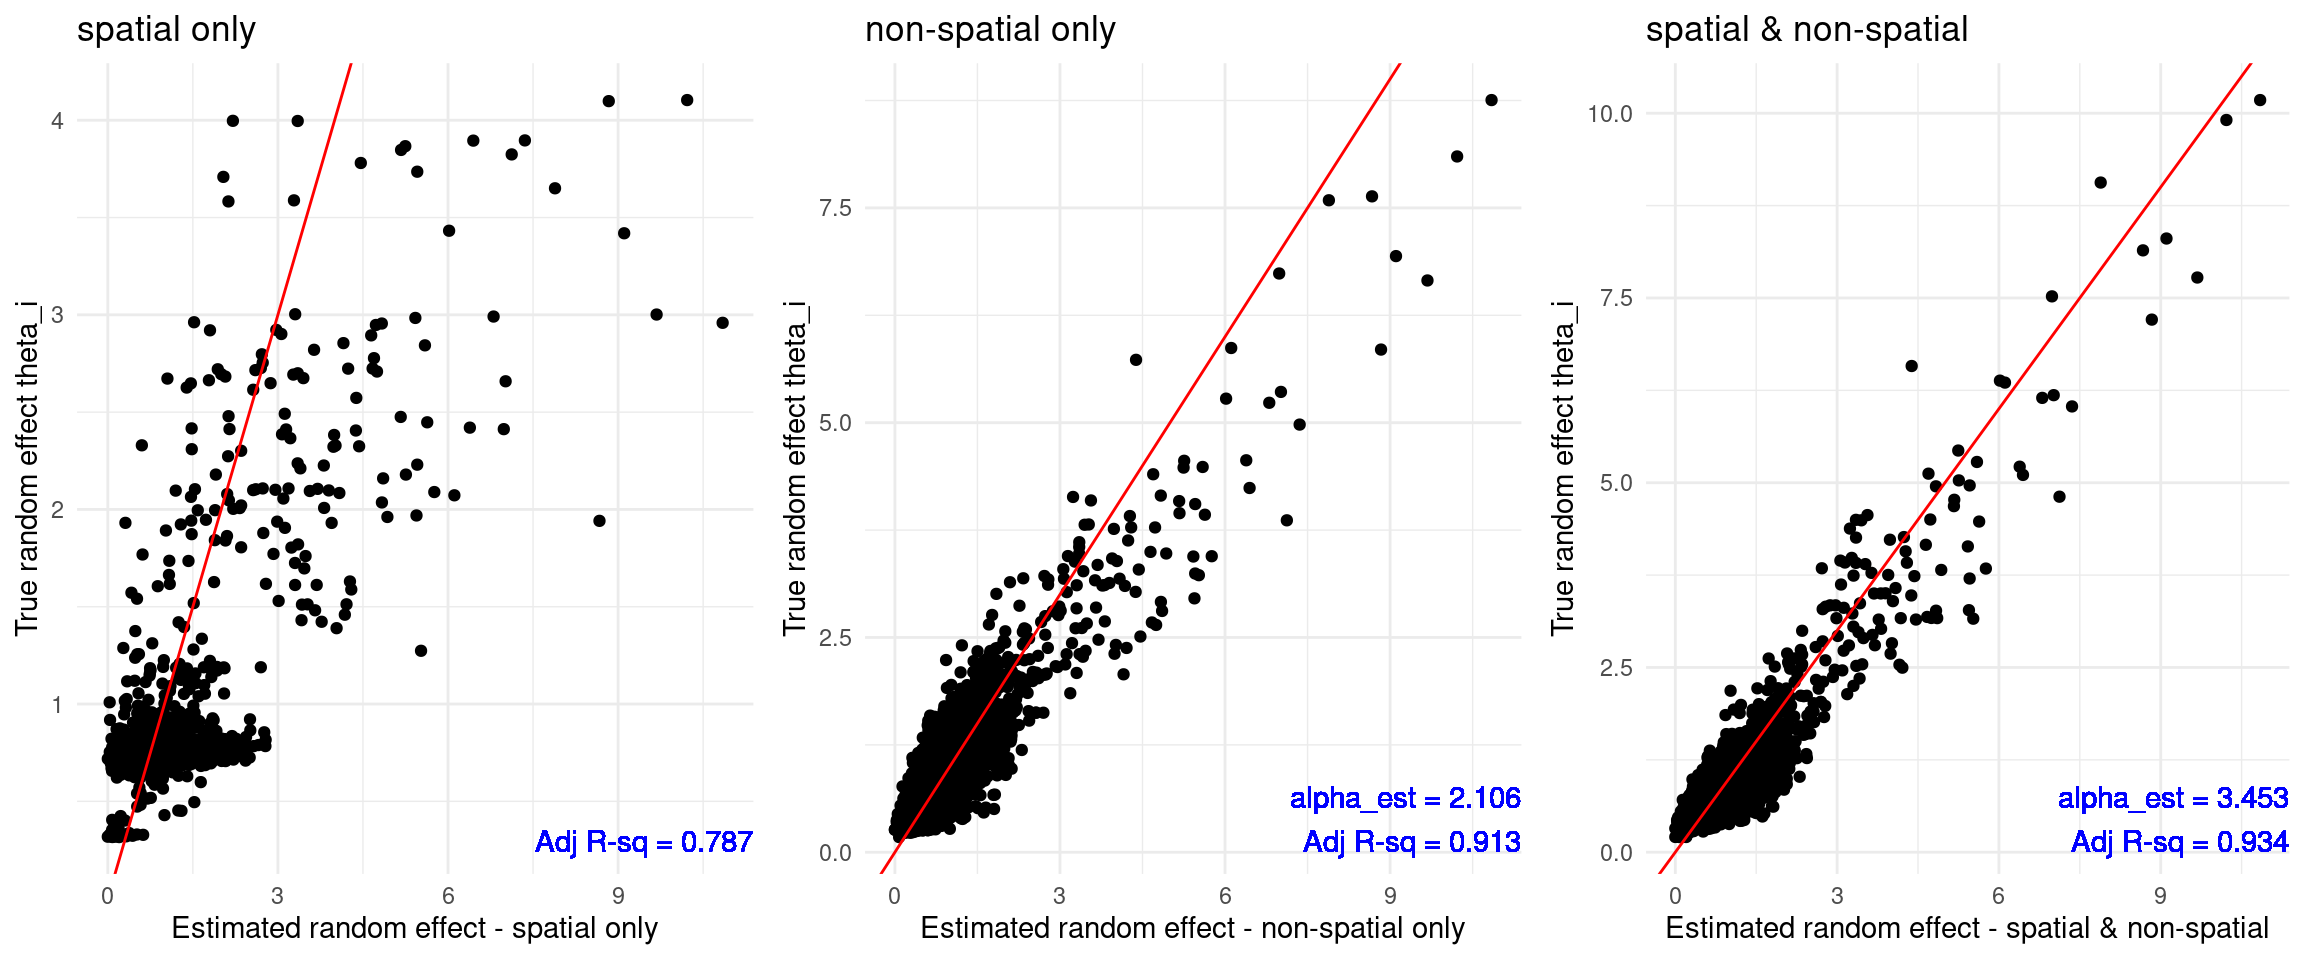 spatial only
True random effect theta_i
4
3
2
1
0 3 6 9
Estimated random effect - spatial only
Adj R-sq = 0.787
non-spatial only
True random effect theta_i
7.5
5.0
2.5
0.0
0 3 6 9
Estimated random effect - non-spatial only
alpha_est = 2.106
Adj R-sq = 0.913
spatial & non-spatial
True random effect theta_i
10.0
7.5
5.0
2.5
0.0
0 3 6 9
Estimated random effect - spatial & non-spatial
alpha_est = 3.453
Adj R-sq = 0.934